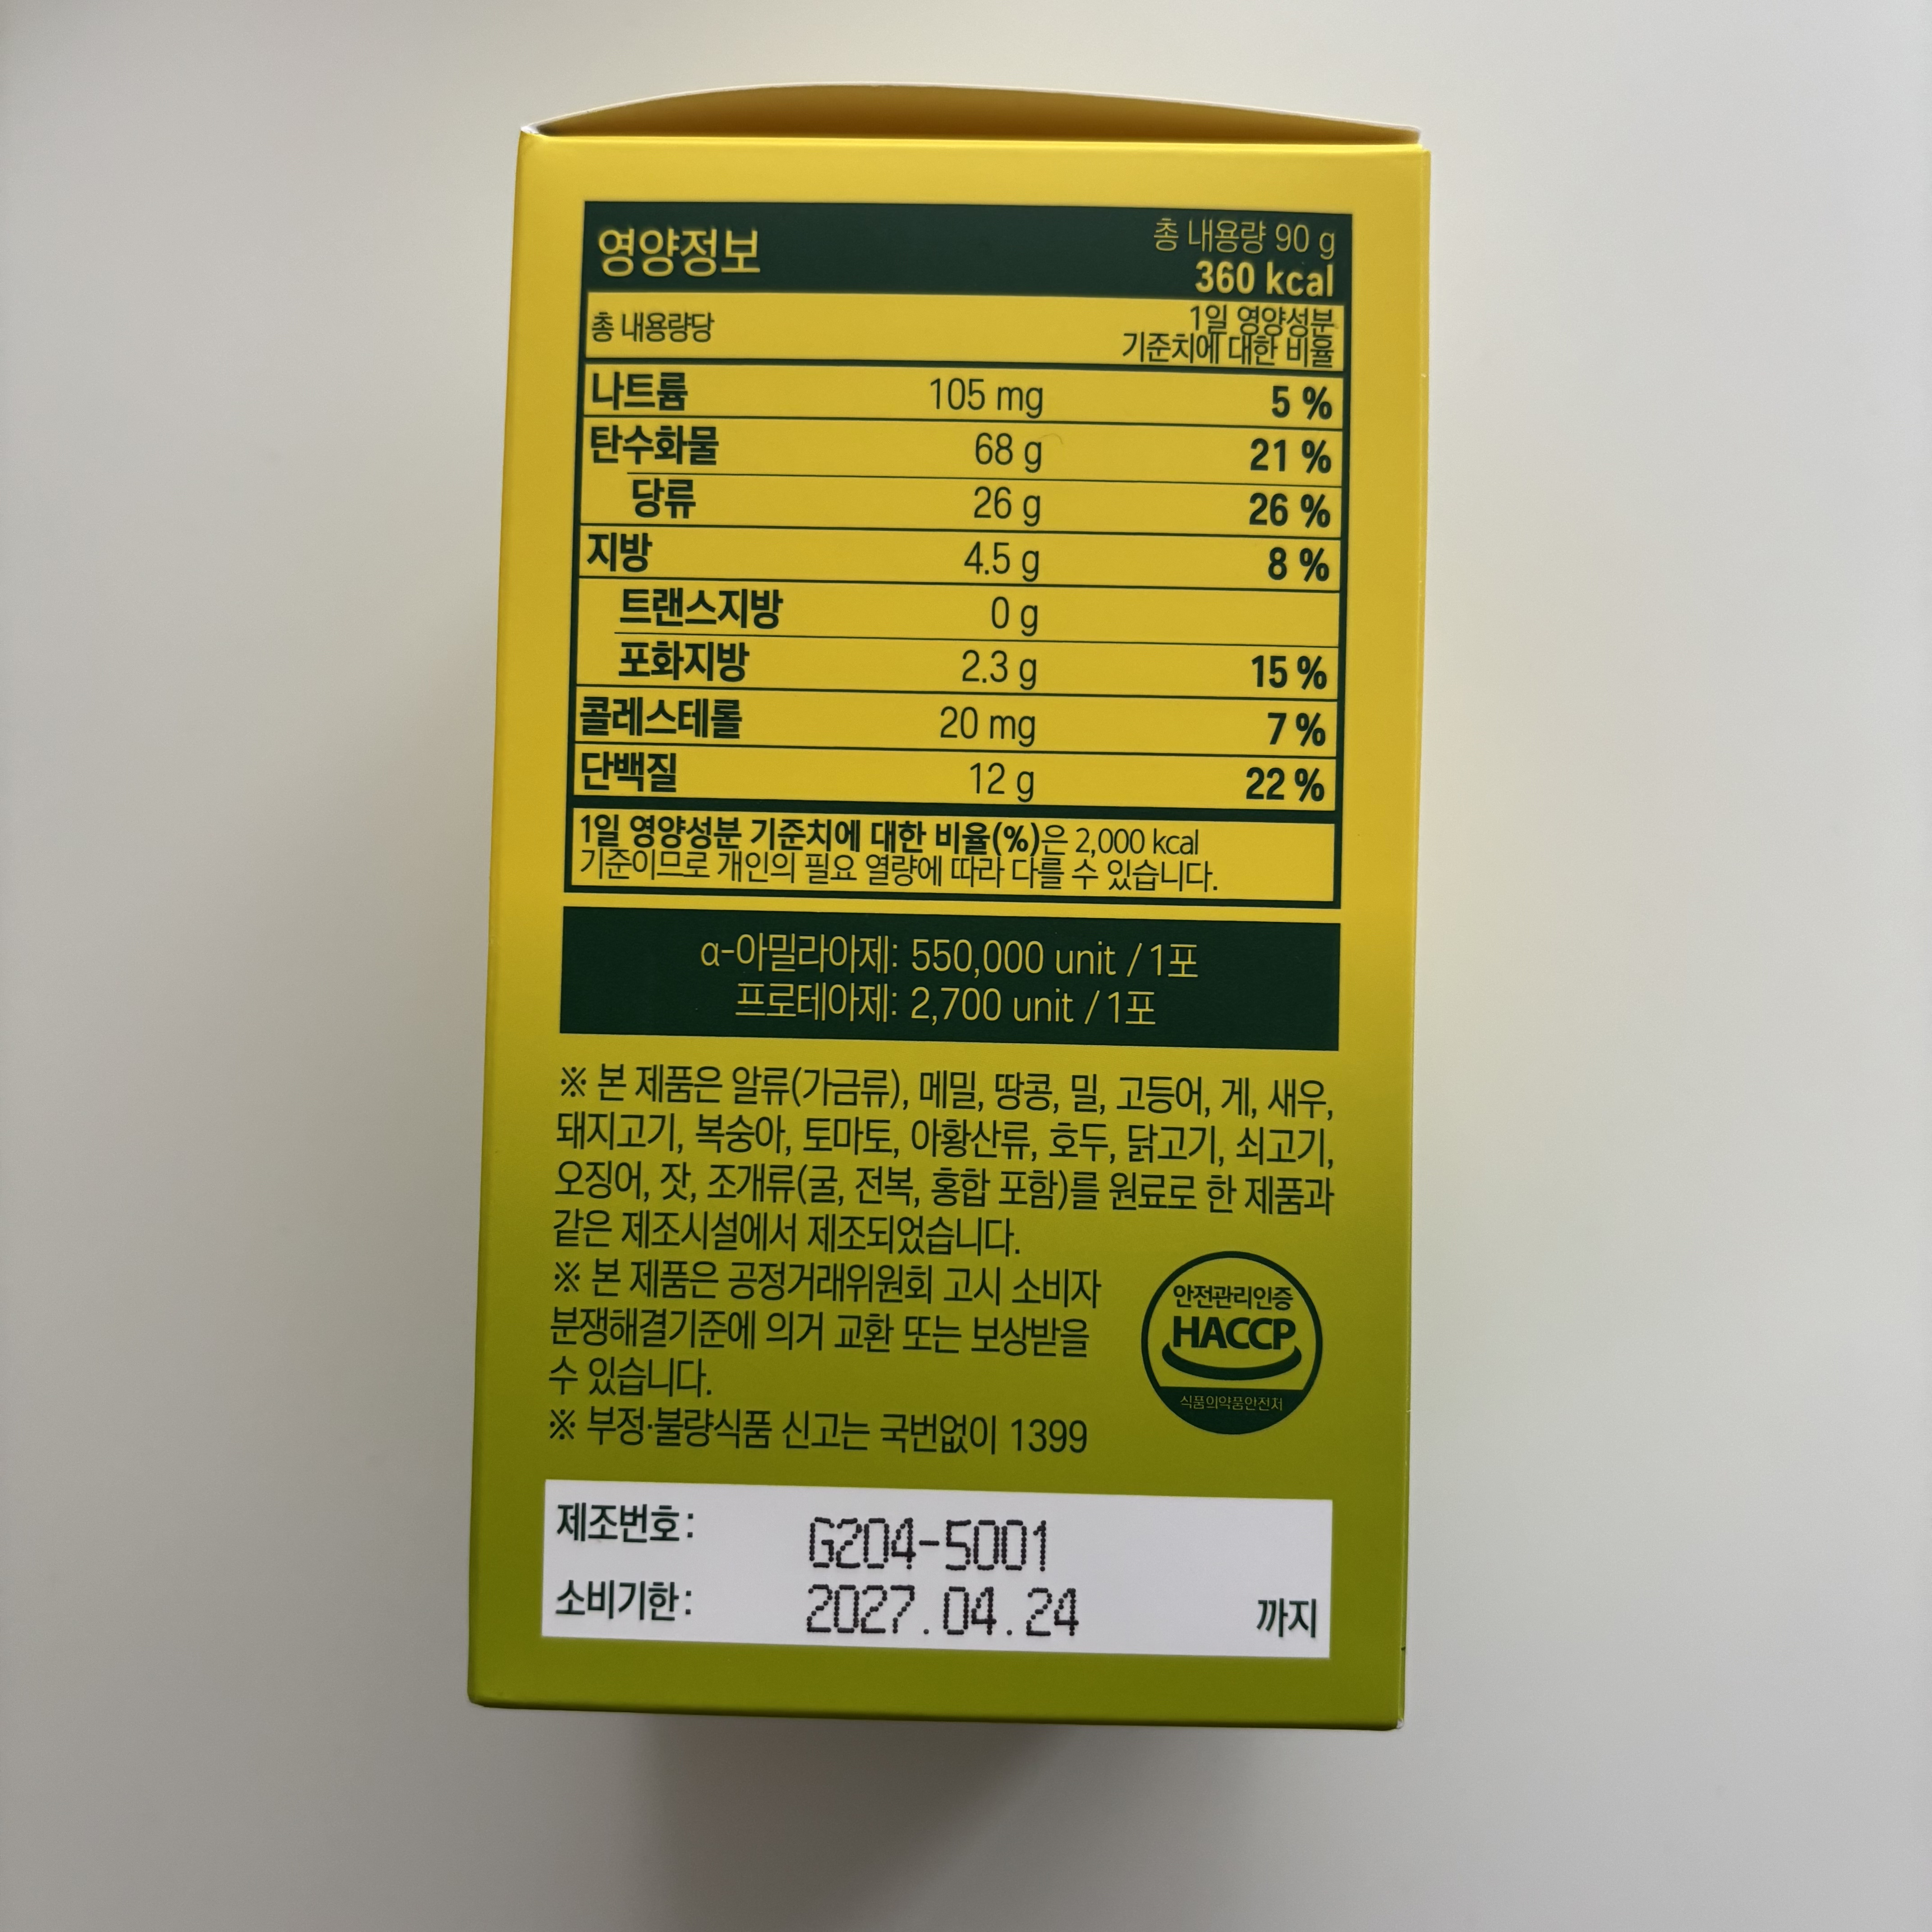 영양정보
총 내용량 90 g
360 kcal
총 내용량당
1일 영양성분
기준치에 대한 비율
나트륨 105 mg 5 %
탄수화물 68 g 21 %
당류 26 g 26 %
지방 4.5 g 8 %
트랜스지방 0 g
포화지방 2.3 g 15 %
콜레스테롤 20 mg 7 %
단백질 12 g 22 %
1일 영양성분 기준치에 대한 비율(%)은 2,000 kcal
기준이므로 개인의 필요 열량에 따라 다를 수 있습니다.
α-아밀라아제: 550,000 unit / 1포
프로테아제: 2,700 unit / 1포
※ 본 제품은 알류(가금류), 메밀, 땅콩, 밀, 고등어, 게, 새우,
돼지고기, 복숭아, 토마토, 아황산류, 호두, 닭고기, 쇠고기,
오징어, 잣, 조개류(굴, 전복, 홍합 포함)를 원료로 한 제품과
같은 제조시설에서 제조되었습니다.
※ 본 제품은 공정거래위원회 고시 소비자
분쟁해결기준에 의거 교환 또는 보상받을
수 있습니다.
※ 부정·불량식품 신고는 국번없이 1399
안전관리인증
HACCP
식품의약품안전처
제조번호: G204-5001
소비기한: 2027.04.24 까지